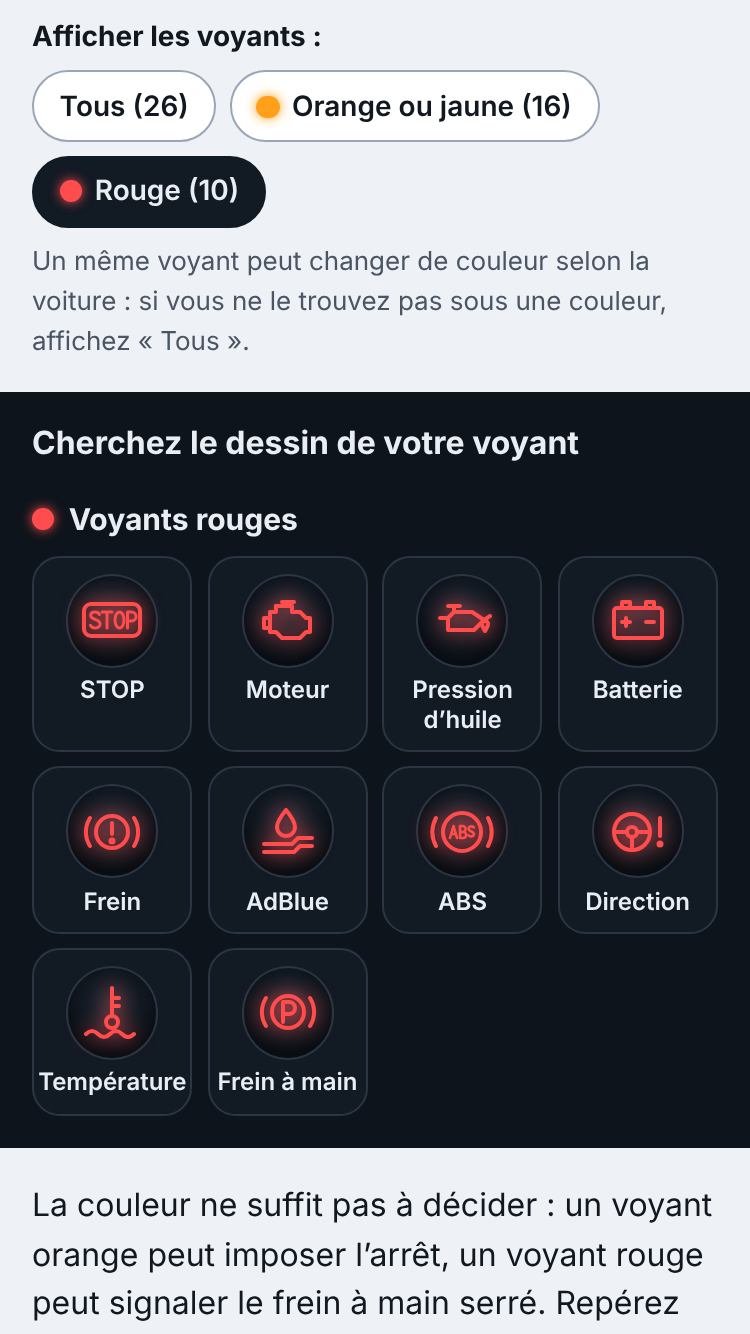 Afficher les voyants :
Tous (26)
Orange ou jaune (16)
Rouge (10)
Un même voyant peut changer de couleur selon la
voiture : si vous ne le trouvez pas sous une couleur,
affichez « Tous ».
Cherchez le dessin de votre voyant
Voyants rouges
STOP
STOP
Moteur
Pression
d’huile
Batterie
Frein
AdBlue
ABS
ABS
Direction
Température
P
Frein à main
La couleur ne suffit pas à décider : un voyant
orange peut imposer l’arrêt, un voyant rouge
peut signaler le frein à main serré. Repérez